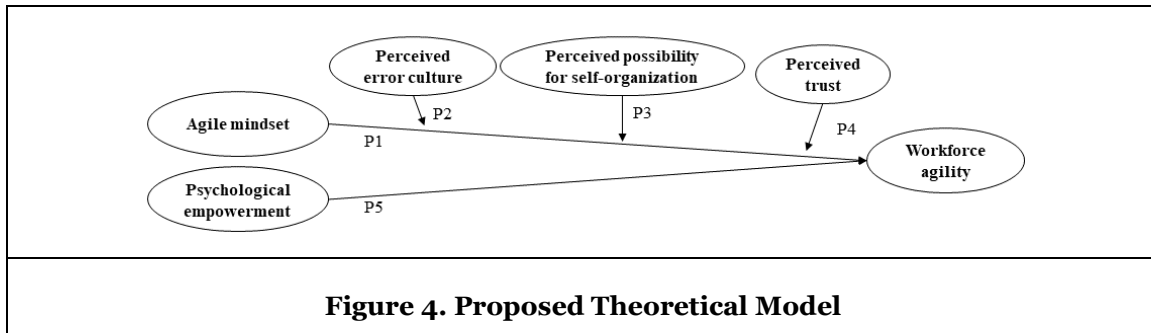 Perceived
error culture
Perceived possibility
for self-organization
Perceived
trust
P2
P3
P4
Agile mindset
P1
Workforce
agility
Psychological
empowerment
P5
Figure 4. Proposed Theoretical Model